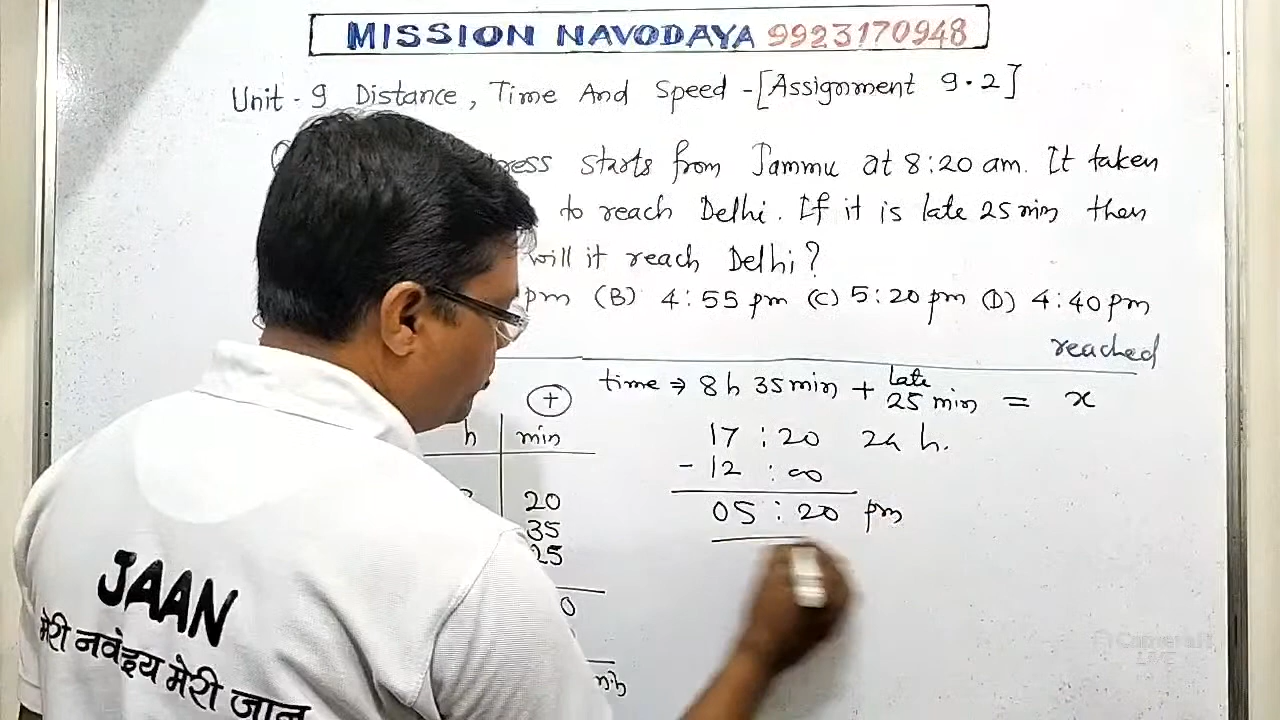 MISSION NAVODAYA 9923170948
Unit - 9 Distance, Time And Speed - [Assignment 9.2]
ress starts from Jammu at 8:20 am. It taken
to reach Delhi. If it is late 25 min then
will it reach Delhi?
pm (B) 4:55 pm (C) 5:20 pm (D) 4:40 pm
reached
time ⇒ 8 h 35 min + late 25 min = x
+
h min
17 : 20 24 h.
- 12 : 00
05 : 20 pm
20
35
25
0
JAAN
मेरी नवोदय मेरी जान